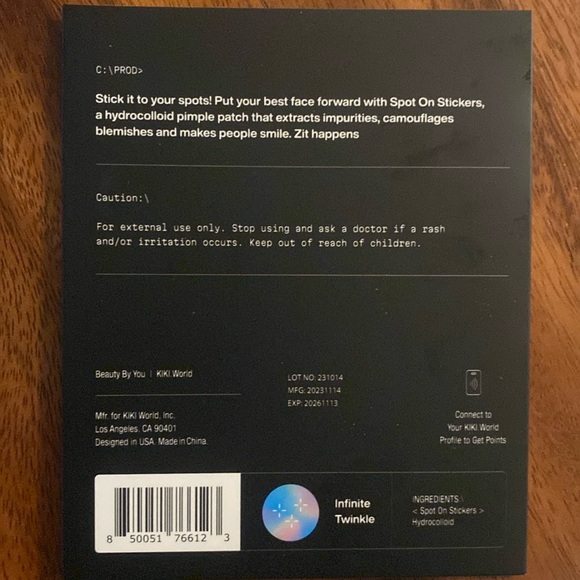 C:\PROD>
Stick it to your spots! Put your best face forward with Spot On Stickers,
a hydrocolloid pimple patch that extracts impurities, camouflages
blemishes and makes people smile. Zit happens
Caution:\
For external use only. Stop using and ask a doctor if a rash
and/or irritation occurs. Keep out of reach of children.
Beauty By You | KIKI.World
Mfr. for KIKI World, Inc.
Los Angeles, CA 90401
Designed in USA. Made in China.
LOT NO: 231014
MFG: 20231114
EXP: 20261113
Connect to
Your KIKI.World
Profile to Get Points
8 50051 76612 3
Infinite
Twinkle
INGREDIENTS:\
< Spot On Stickers >
Hydrocolloid